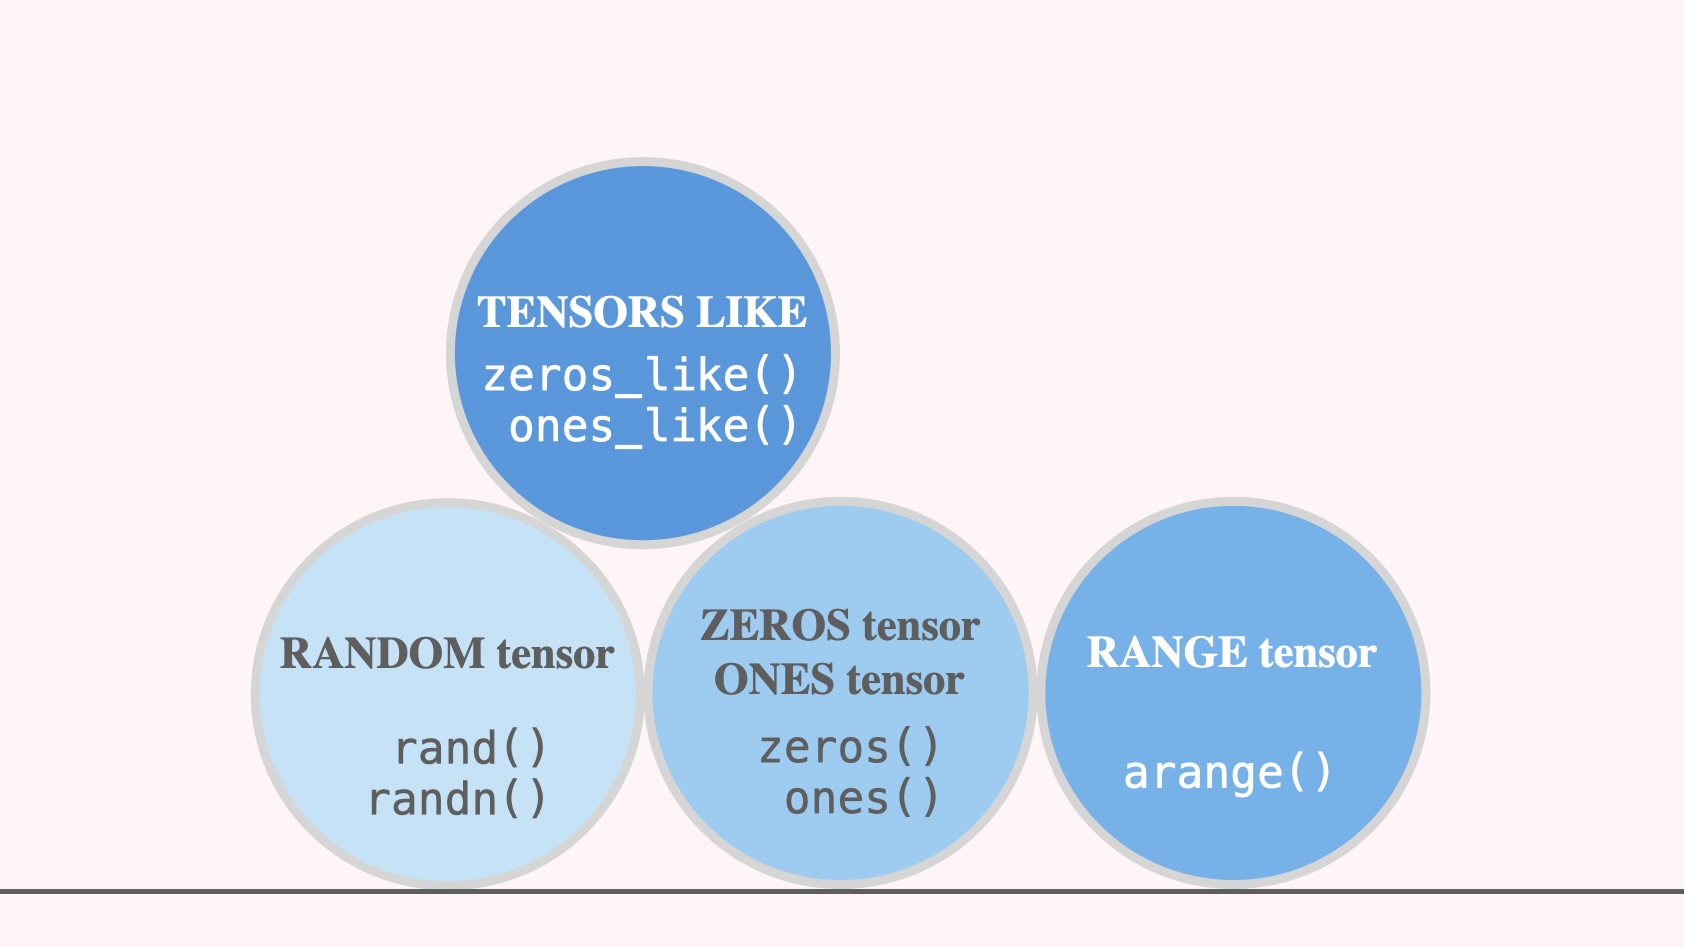 TENSORS LIKE
zeros_like()
ones_like()
RANDOM tensor
rand()
randn()
ZEROS tensor
ONES tensor
zeros()
ones()
RANGE tensor
arange()